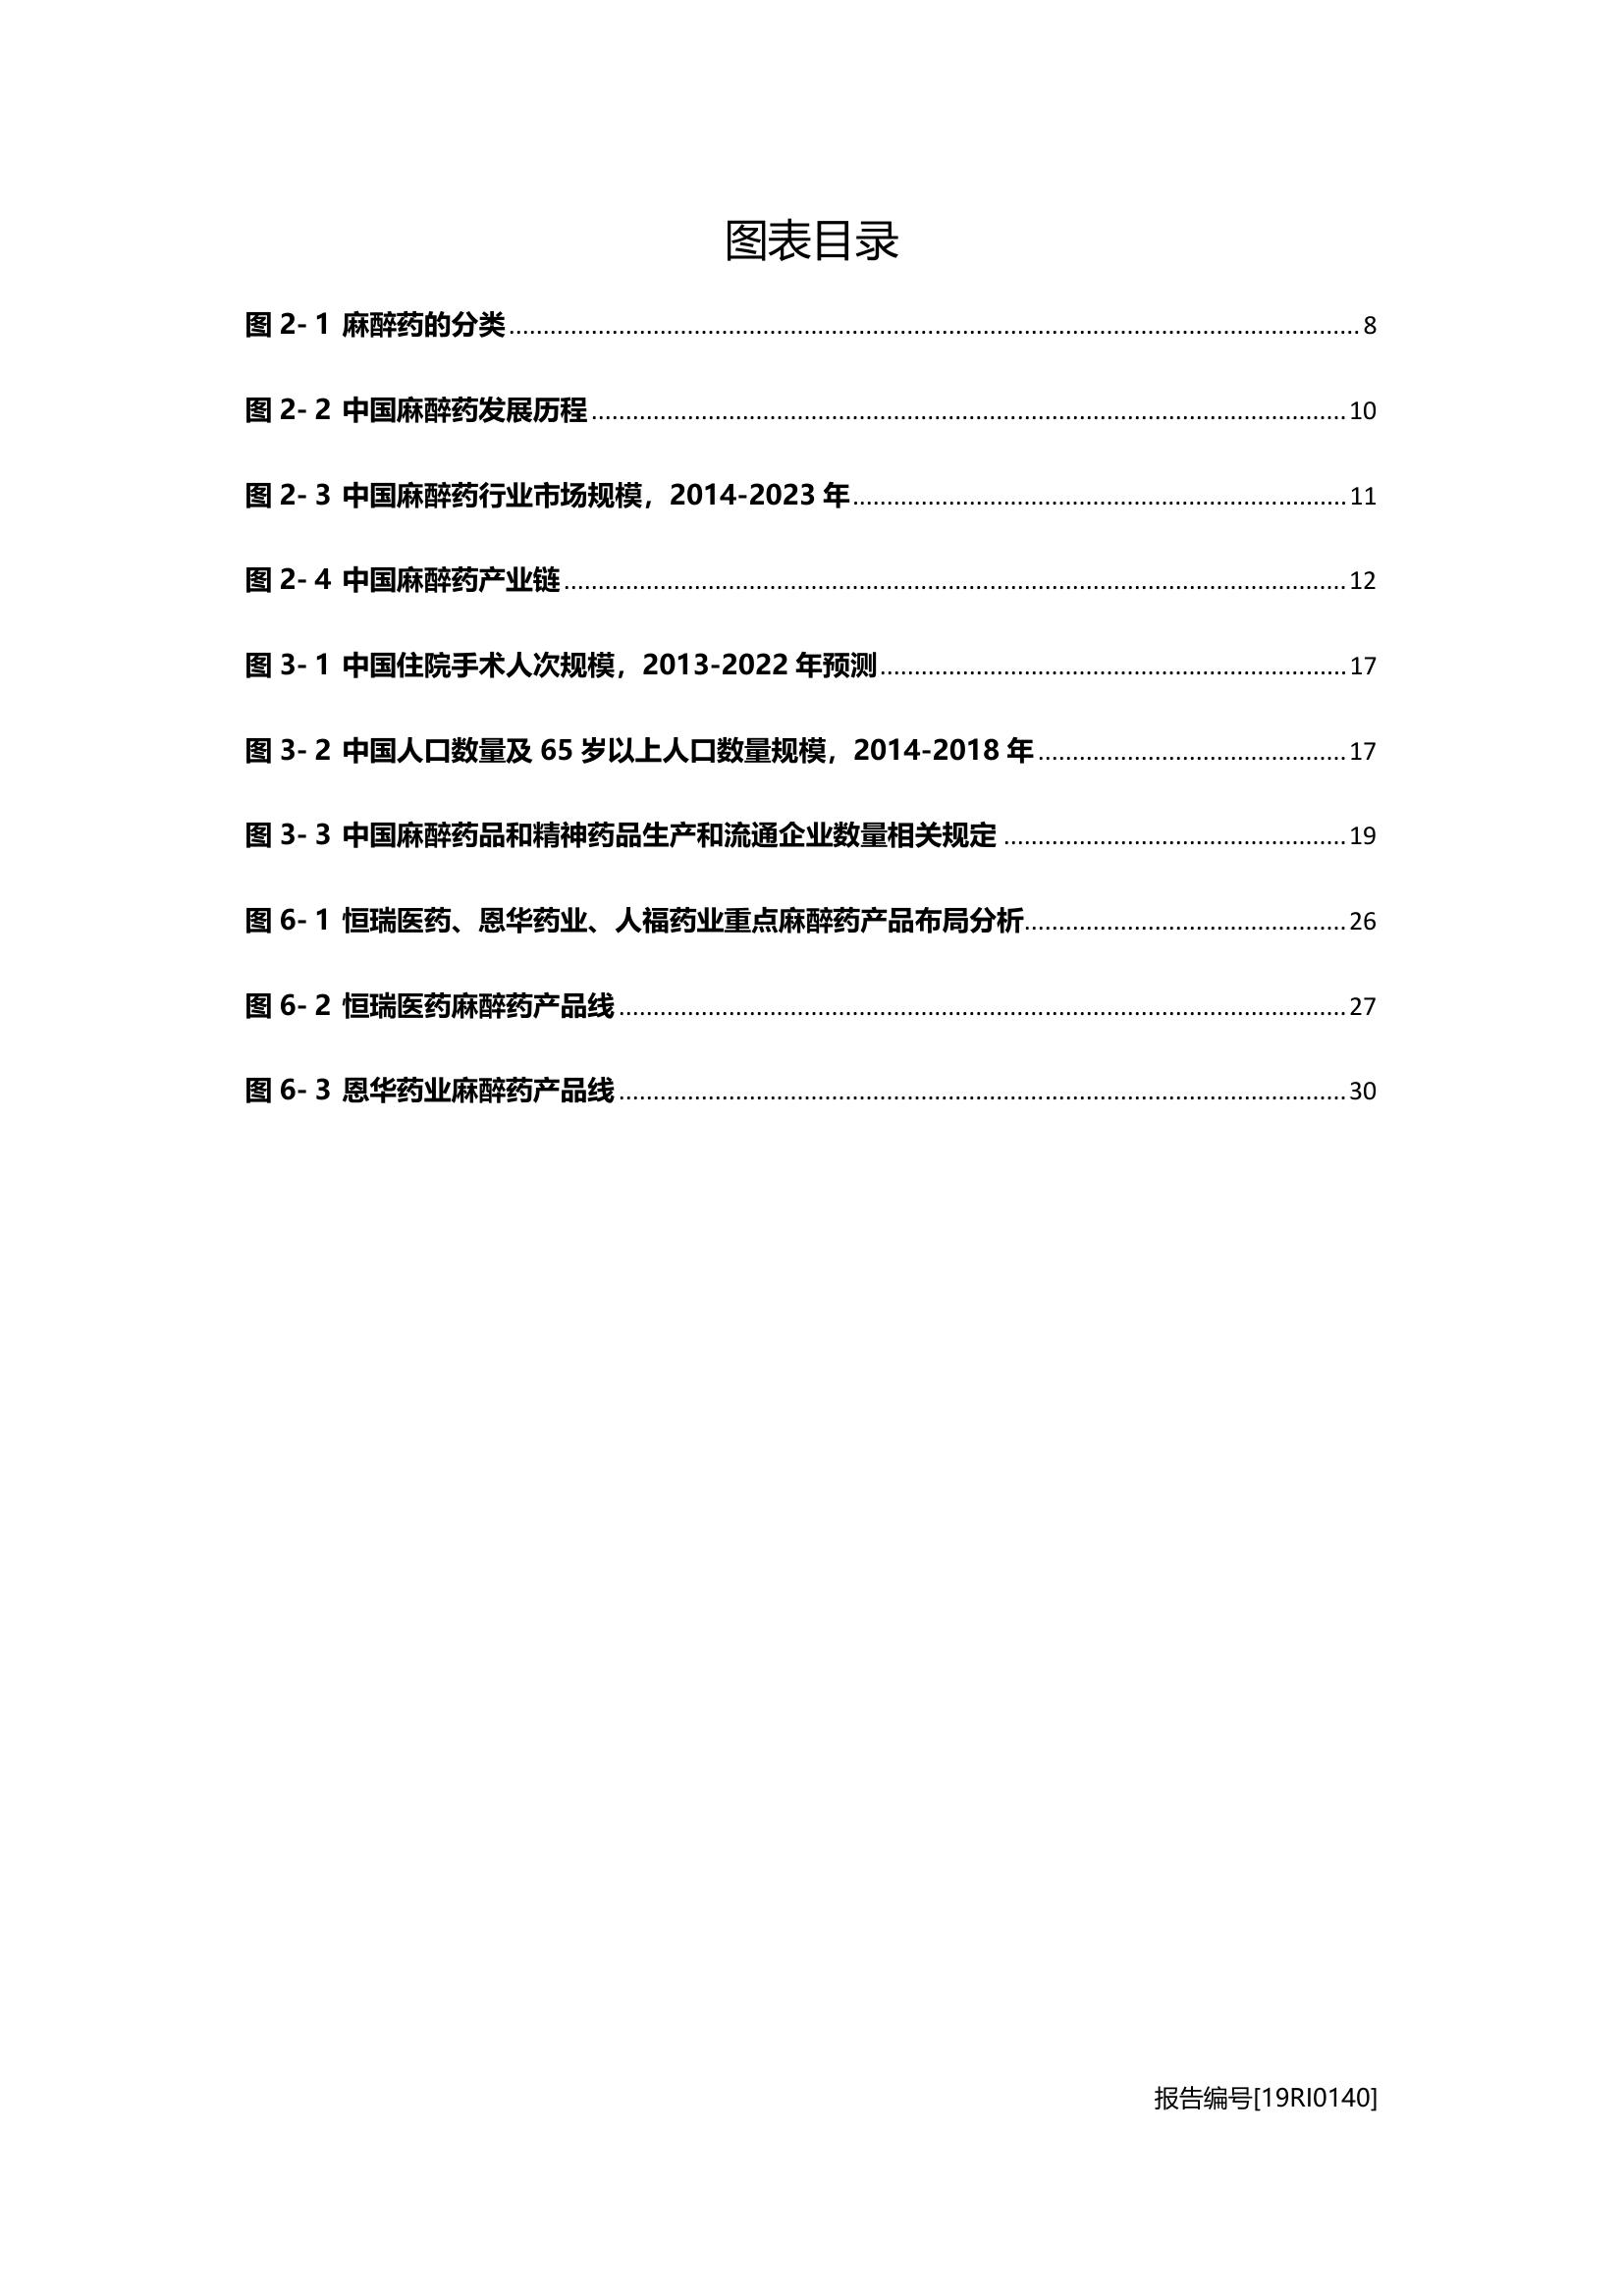 图表目录
图 2- 1 麻醉药的分类........................................8
图 2- 2 中国麻醉药发展历程........................................10
图 2- 3 中国麻醉药行业市场规模，2014-2023 年........................................11
图 2- 4 中国麻醉药产业链........................................12
图 3- 1 中国住院手术人次规模，2013-2022 年预测........................................17
图 3- 2 中国人口数量及 65 岁以上人口数量规模，2014-2018 年........................................17
图 3- 3 中国麻醉药品和精神药品生产和流通企业数量相关规定........................................19
图 6- 1 恒瑞医药、恩华药业、人福药业重点麻醉药产品布局分析........................................26
图 6- 2 恒瑞医药麻醉药产品线........................................27
图 6- 3 恩华药业麻醉药产品线........................................30
报告编号[19RI0140]